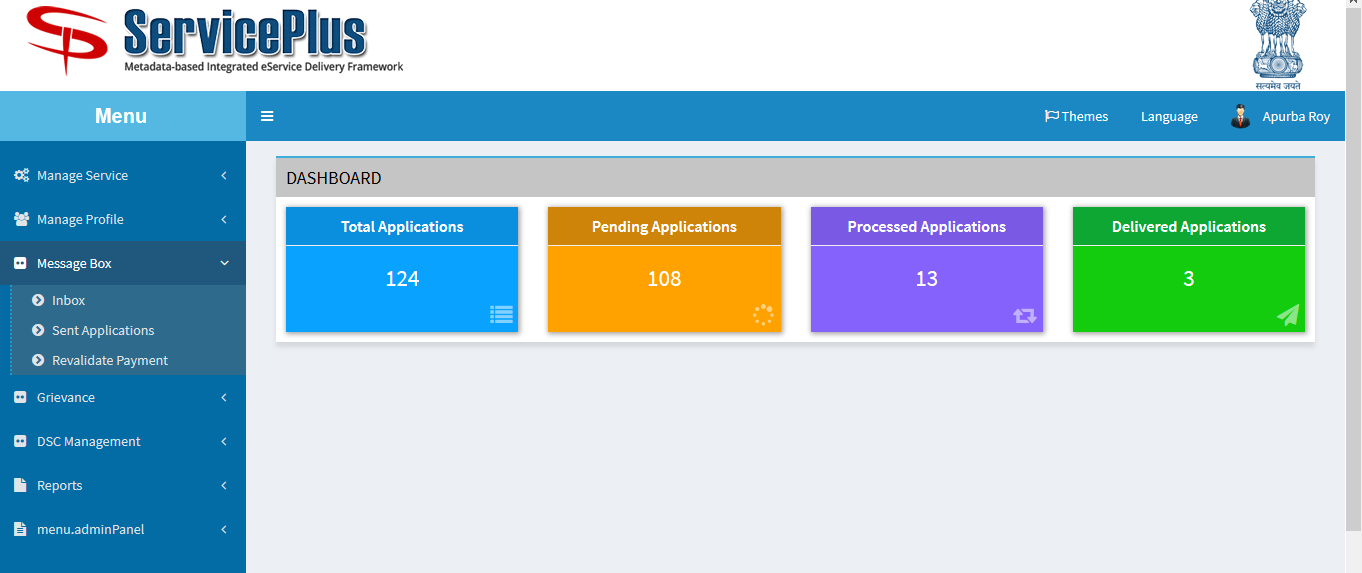 ServicePlus
Metadata-based Integrated eService Delivery Framework
सत्यमेव जयते
Menu
Themes
Language
Apurba Roy
Manage Service
Manage Profile
Message Box
Inbox
Sent Applications
Revalidate Payment
Grievance
DSC Management
Reports
menu.adminPanel
DASHBOARD
Total Applications
124
Pending Applications
108
Processed Applications
13
Delivered Applications
3